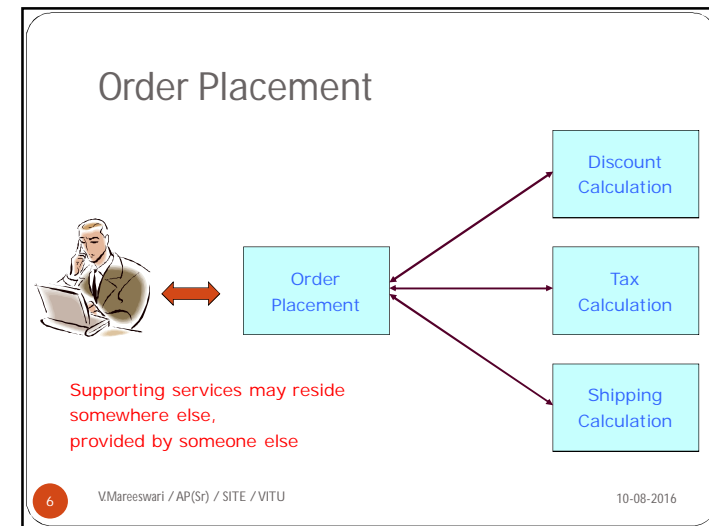 Order Placement
Discount
Calculation
Order
Placement
Tax
Calculation
Shipping
Calculation
Supporting services may reside
somewhere else,
provided by someone else
6
V.Mareeswari / AP(Sr) / SITE / VITU
10-08-2016